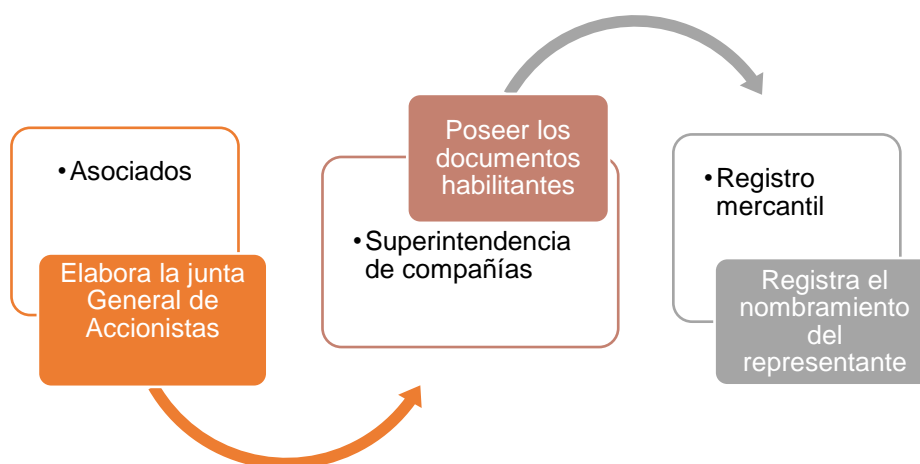 •Asociados
Elabora la junta
General de
Accionistas
Poseer los
documentos
habilitantes
•Superintendencia
de compañías
•Registro
mercantil
Registra el
nombramiento
del
representante